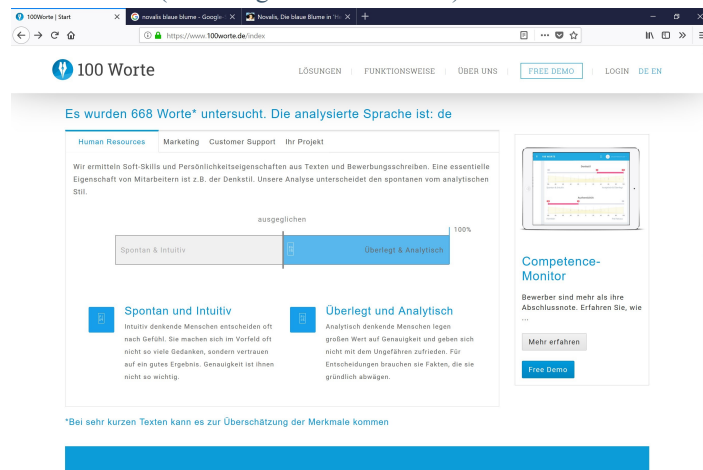 100Worte | Start
novalis blaue blume - Google-
Novalis, Die blaue Blume in 'He
https://www.100worte.de/index
100 Worte
LÖSUNGEN
FUNKTIONSWEISE
ÜBER UNS
FREE DEMO
LOGIN
DE EN
Es wurden 668 Worte* untersucht. Die analysierte Sprache ist: de
Human Resources
Marketing
Customer Support
Ihr Projekt
Wir ermitteln Soft-Skills und Persönlichkeitseigenschaften aus Texten und Bewerbungsschreiben. Eine essentielle
Eigenschaft von Mitarbeitern ist z.B. der Denkstil. Unsere Analyse unterscheidet den spontanen vom analytischen
Stil.
ausgeglichen
100%
Spontan & Intuitiv
Überlegt & Analytisch
Spontan und Intuitiv
Intuitiv denkende Menschen entscheiden oft
nach Gefühl. Sie machen sich im Vorfeld oft
nicht so viele Gedanken, sondern vertrauen
auf ein gutes Ergebnis. Genauigkeit ist ihnen
nicht so wichtig.
Überlegt und Analytisch
Analytisch denkende Menschen legen
großen Wert auf Genauigkeit und geben sich
nicht mit dem Ungefähren zufrieden. Für
Entscheidungen brauchen sie Fakten, die sie
gründlich abwägen.
Competence-
Monitor
Bewerber sind mehr als ihre
Abschlussnote. Erfahren Sie, wie
...
Mehr erfahren
Free Demo
*Bei sehr kurzen Texten kann es zur Überschätzung der Merkmale kommen